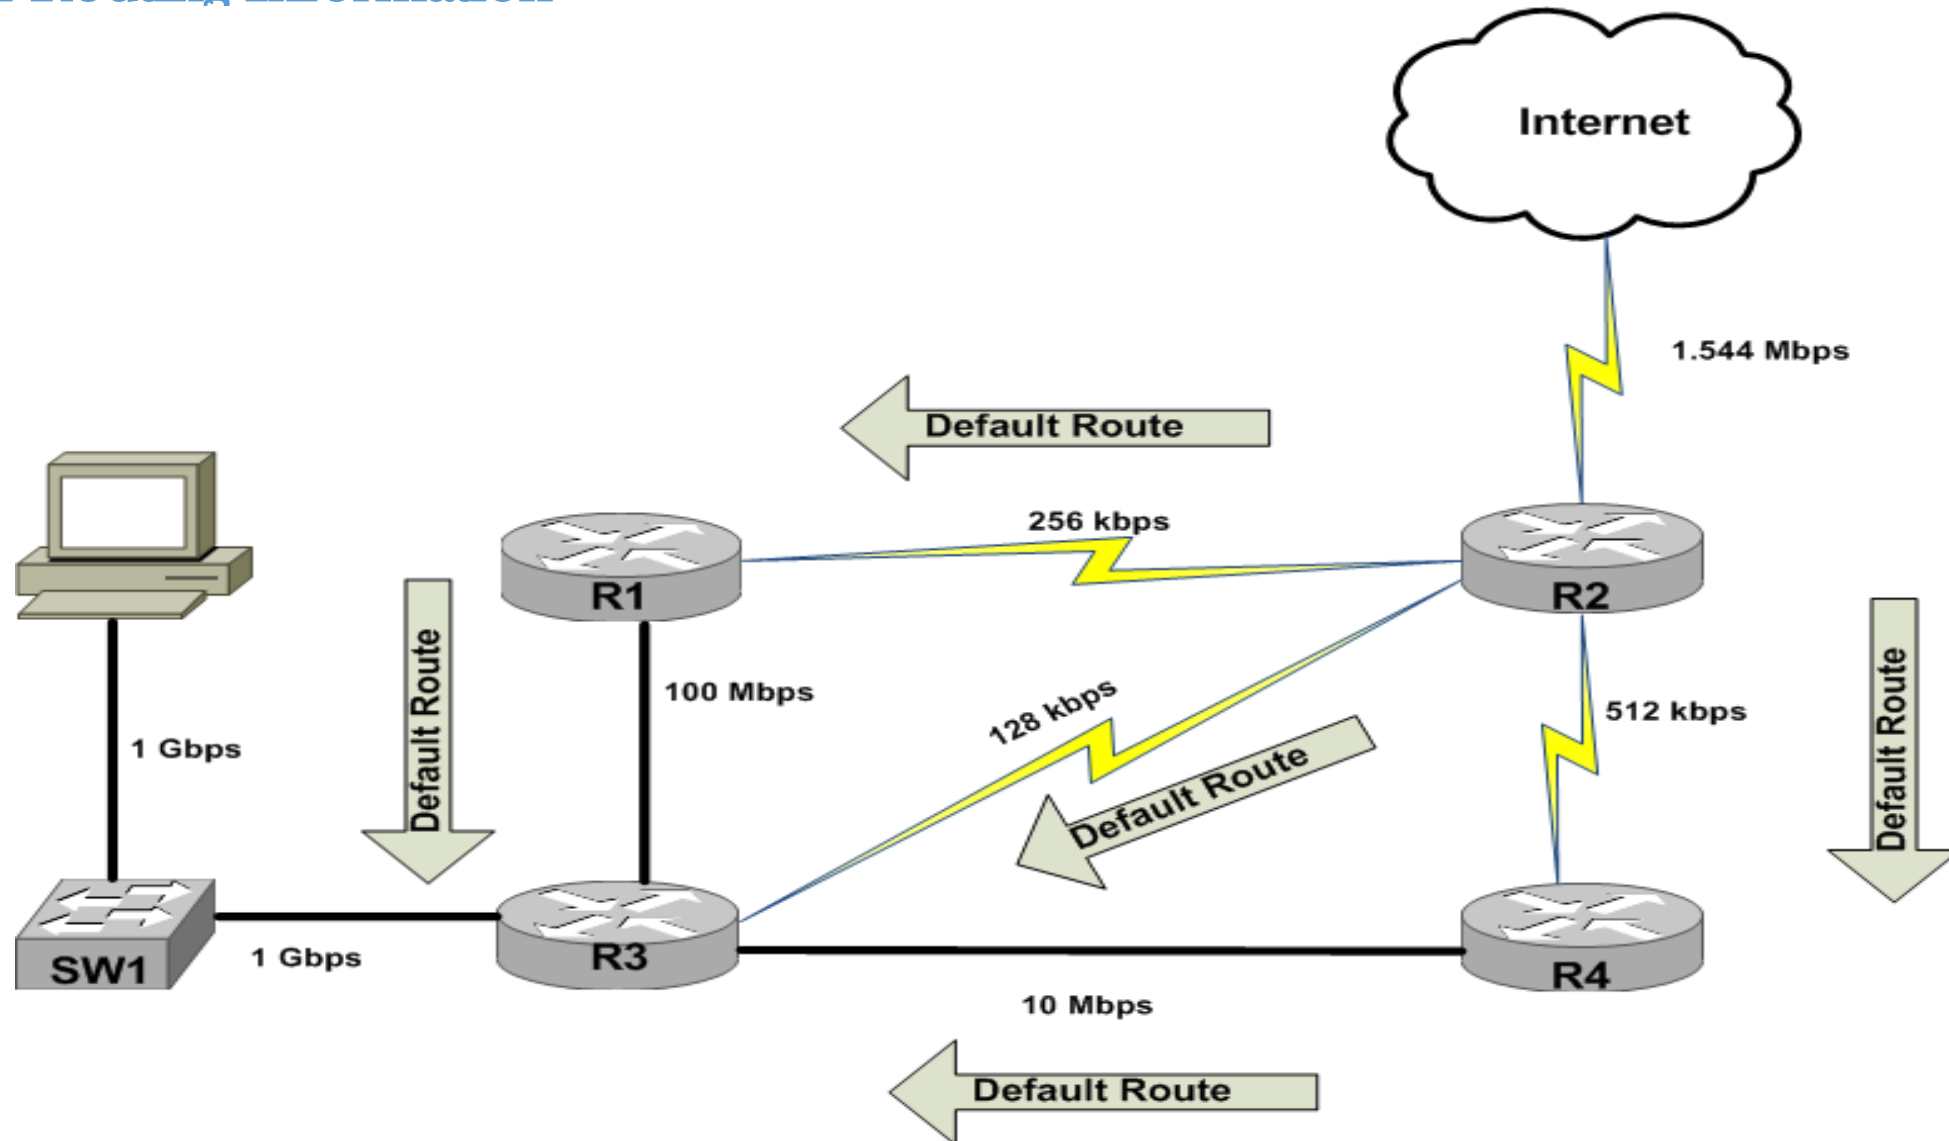 Internet
1.544 Mbps
Default Route
256 kbps
R1
R2
Default Route
100 Mbps
128 kbps
512 kbps
Default Route
1 Gbps
Default Route
SW1
1 Gbps
R3
R4
10 Mbps
Default Route